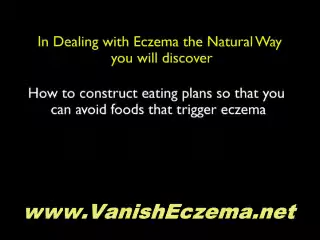 In Dealing with Eczema the Natural Way
you will discover
How to construct eating plans so that you
can avoid foods that trigger eczema
www.VanishEczema.net